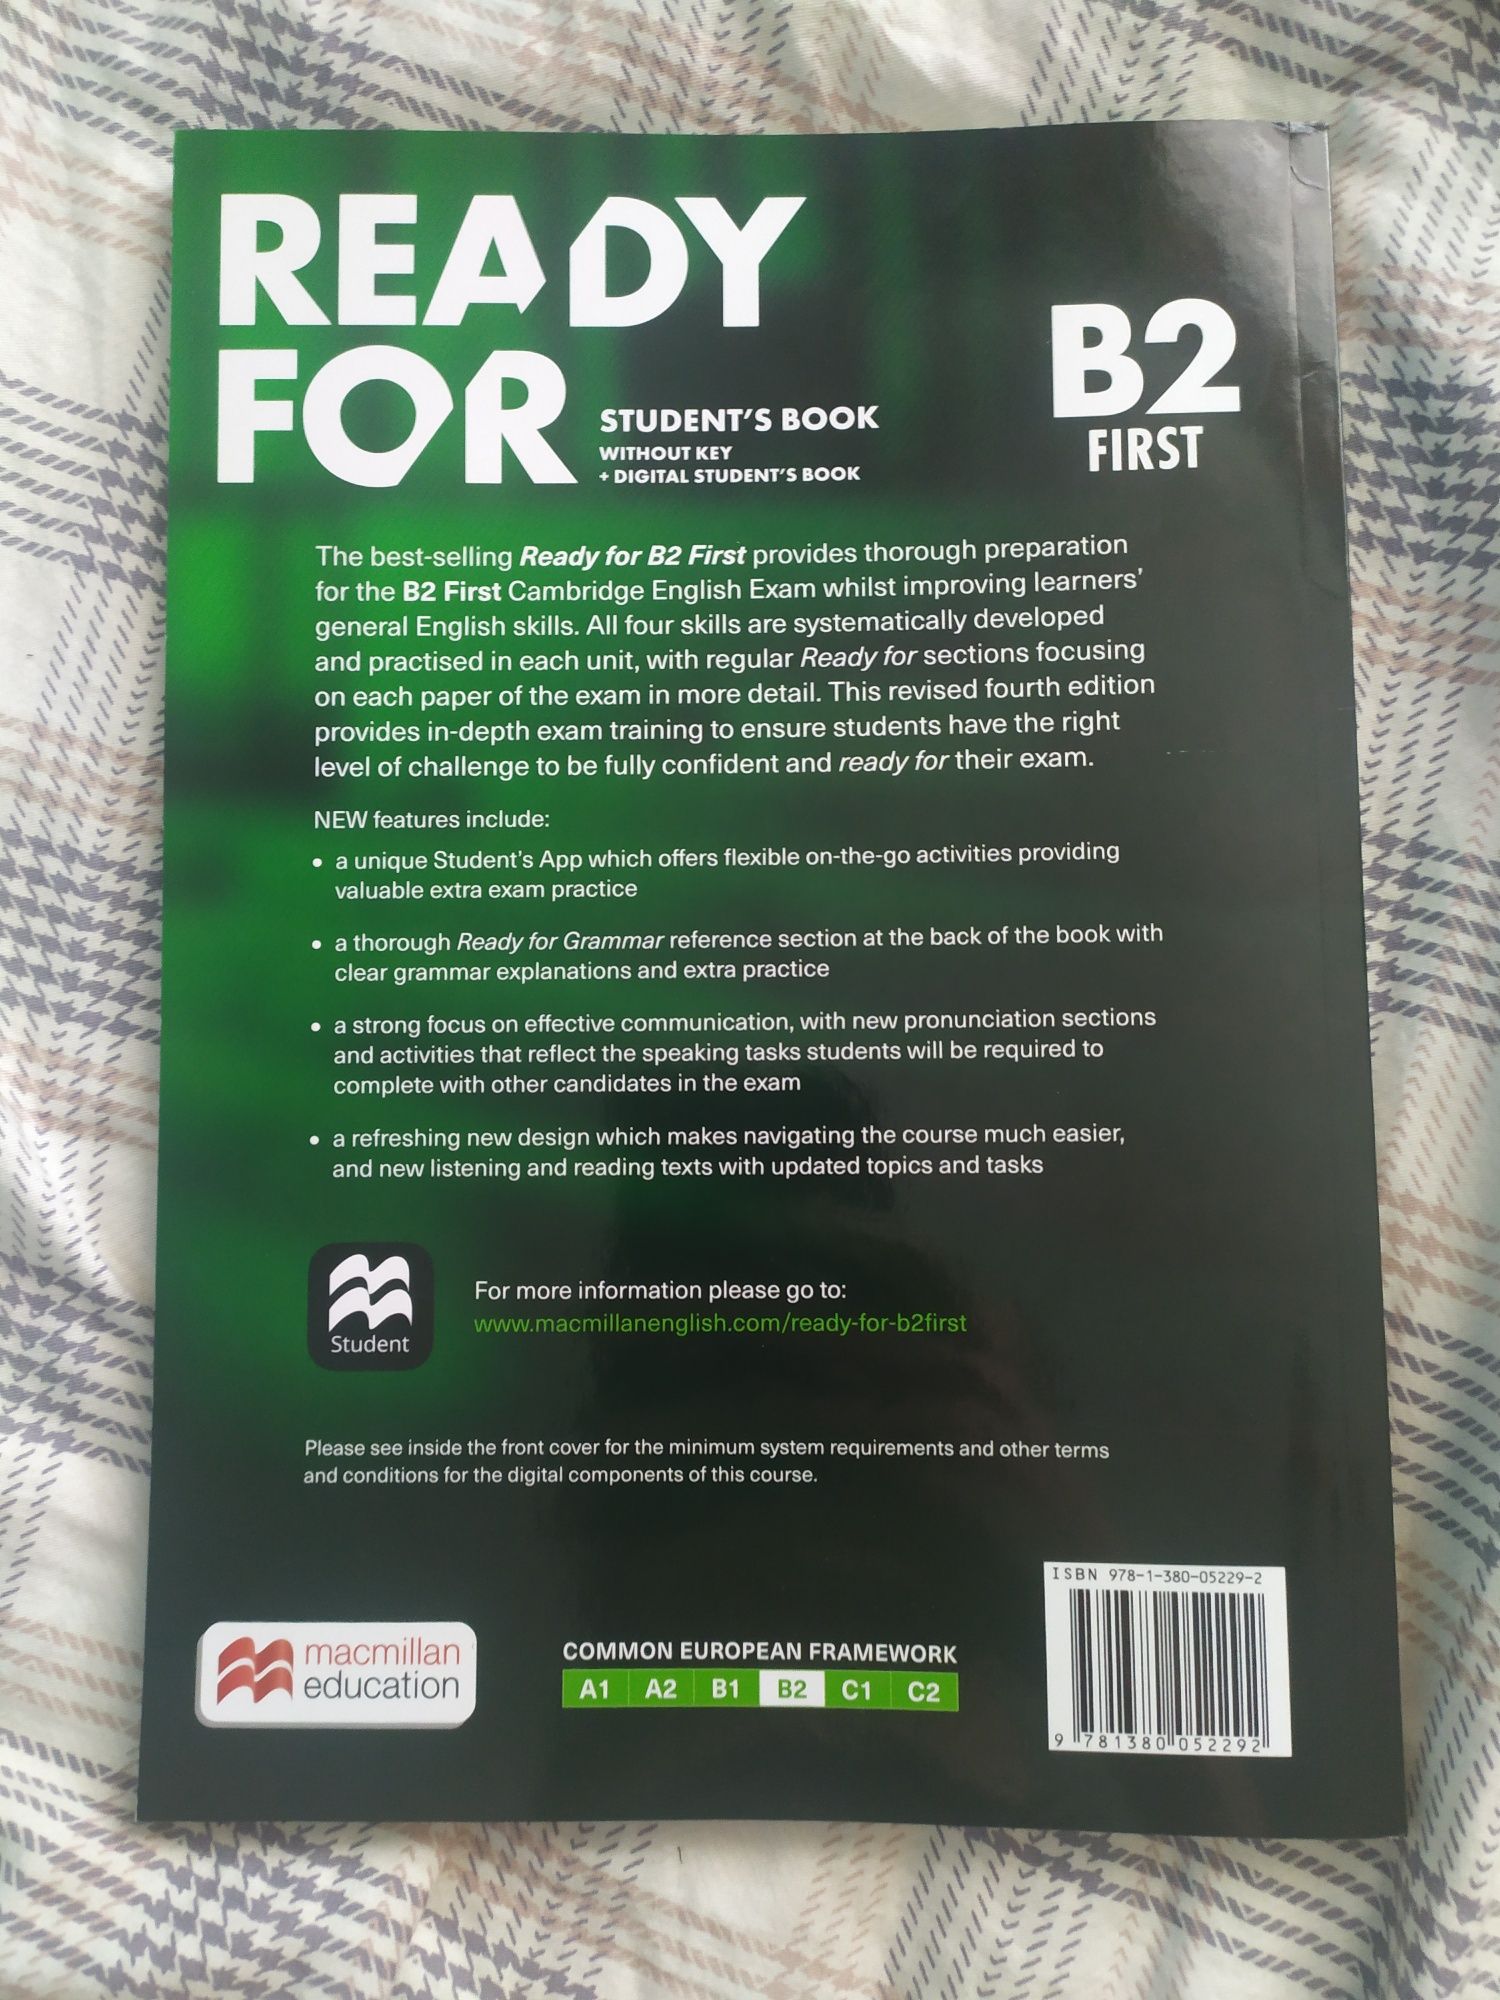 READY
FOR
STUDENT'S BOOK
WITHOUT KEY
+ DIGITAL STUDENT'S BOOK
B2
FIRST
The best-selling Ready for B2 First provides thorough preparation
for the B2 First Cambridge English Exam whilst improving learners'
general English skills. All four skills are systematically developed
and practised in each unit, with regular Ready for sections focusing
on each paper of the exam in more detail. This revised fourth edition
provides in-depth exam training to ensure students have the right
level of challenge to be fully confident and ready for their exam.
NEW features include:
• a unique Student's App which offers flexible on-the-go activities providing
valuable extra exam practice
• a thorough Ready for Grammar reference section at the back of the book with
clear grammar explanations and extra practice
• a strong focus on effective communication, with new pronunciation sections
and activities that reflect the speaking tasks students will be required to
complete with other candidates in the exam
• a refreshing new design which makes navigating the course much easier,
and new listening and reading texts with updated topics and tasks
Student
For more information please go to:
www.macmillanenglish.com/ready-for-b2first
Please see inside the front cover for the minimum system requirements and other terms
and conditions for the digital components of this course.
macmillan
education
COMMON EUROPEAN FRAMEWORK
A1 A2 B1 B2 C1 C2
ISBN 978-1-380-05229-2
9 781380 052292